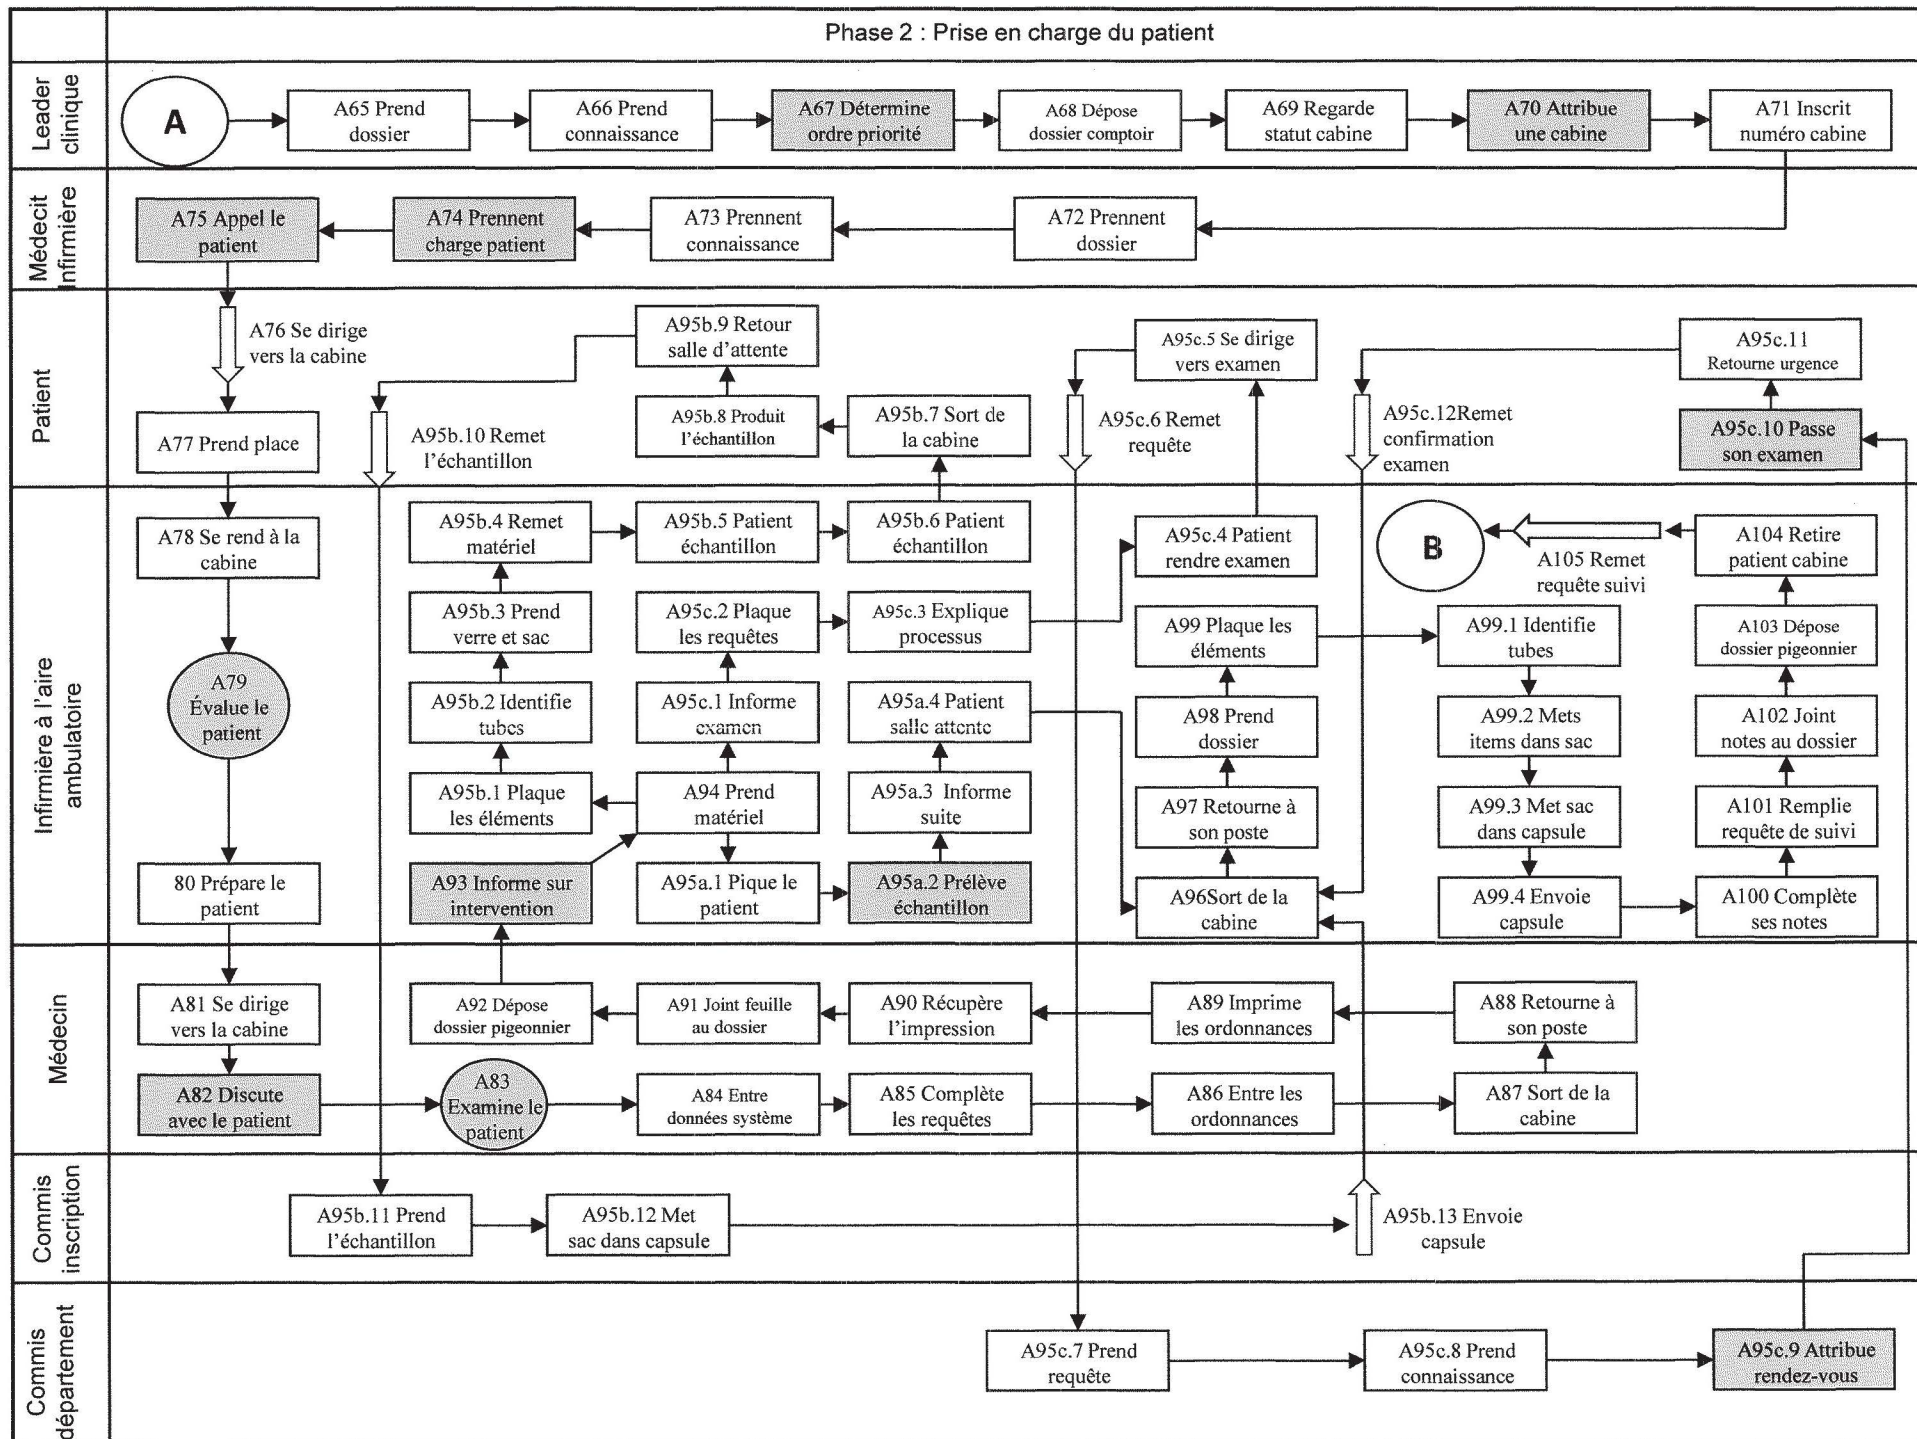 Phase 2 : Prise en charge du patient
Leader
clinique
A
A65 Prend
dossier
A66 Prend
connaissance
A67 Détermine
ordre priorité
A68 Dépose
dossier comptoir
A69 Regarde
statut cabine
A70 Attribue
une cabine
A71 Inscrit
numéro cabine
Médecit
Infirmière
A75 Appel le
patient
A74 Prennent
charge patient
A73 Prennent
connaissance
A72 Prennent
dossier
Patient
A76 Se dirige
vers la cabine
A77 Prend place
A95b.9 Retour
salle d'attente
A95b.10 Remet
l'échantillon
A95b.8 Produit
l'échantillon
A95b.7 Sort de
la cabine
A95c.5 Se dirige
vers examen
A95c.6 Remet
requête
A95c.12Remet
confirmation
examen
A95c.11
Retourne urgence
A95c.10 Passe
son examen
Infirmière à l'aire
ambulatoire
A78 Se rend à la
cabine
A79
Évalue le
patient
80 Prépare le
patient
A95b.4 Remet
matériel
A95b.5 Patient
échantillon
A95b.6 Patient
échantillon
A95b.3 Prend
verre et sac
A95c.2 Plaque
les requêtes
A95c.3 Explique
processus
A95b.2 Identifie
tubes
A95c.1 Informe
examen
A95a.4 Patient
salle attente
A95b.1 Plaque
les éléments
A94 Prend
matériel
A95a.3 Informe
suite
A93 Informe sur
intervention
A95a.1 Pique le
patient
A95a.2 Prélève
échantillon
A95c.4 Patient
rendre examen
A99 Plaque les
éléments
A98 Prend
dossier
A97 Retourne à
son poste
A96Sort de la
cabine
B
A105 Remet
requête suivi
A104 Retire
patient cabine
A99.1 Identifie
tubes
A103 Dépose
dossier pigeonnier
A99.2 Mets
items dans sac
A102 Joint
notes au dossier
A99.3 Met sac
dans capsule
A101 Remplie
requête de suivi
A99.4 Envoie
capsule
A100 Complète
ses notes
Médecin
A81 Se dirige
vers la cabine
A92 Dépose
dossier pigeonnier
A91 Joint feuille
au dossier
A90 Récupère
l'impression
A89 Imprime
les ordonnances
A88 Retourne à
son poste
A82 Discute
avec le patient
A83
Examine le
patient
A84 Entre
données système
A85 Complète
les requêtes
A86 Entre les
ordonnances
A87 Sort de la
cabine
Commis
inscription
A95b.11 Prend
l'échantillon
A95b.12 Met
sac dans capsule
A95b.13 Envoie
capsule
Commis
département
A95c.7 Prend
requête
A95c.8 Prend
connaissance
A95c.9 Attribue
rendez-vous